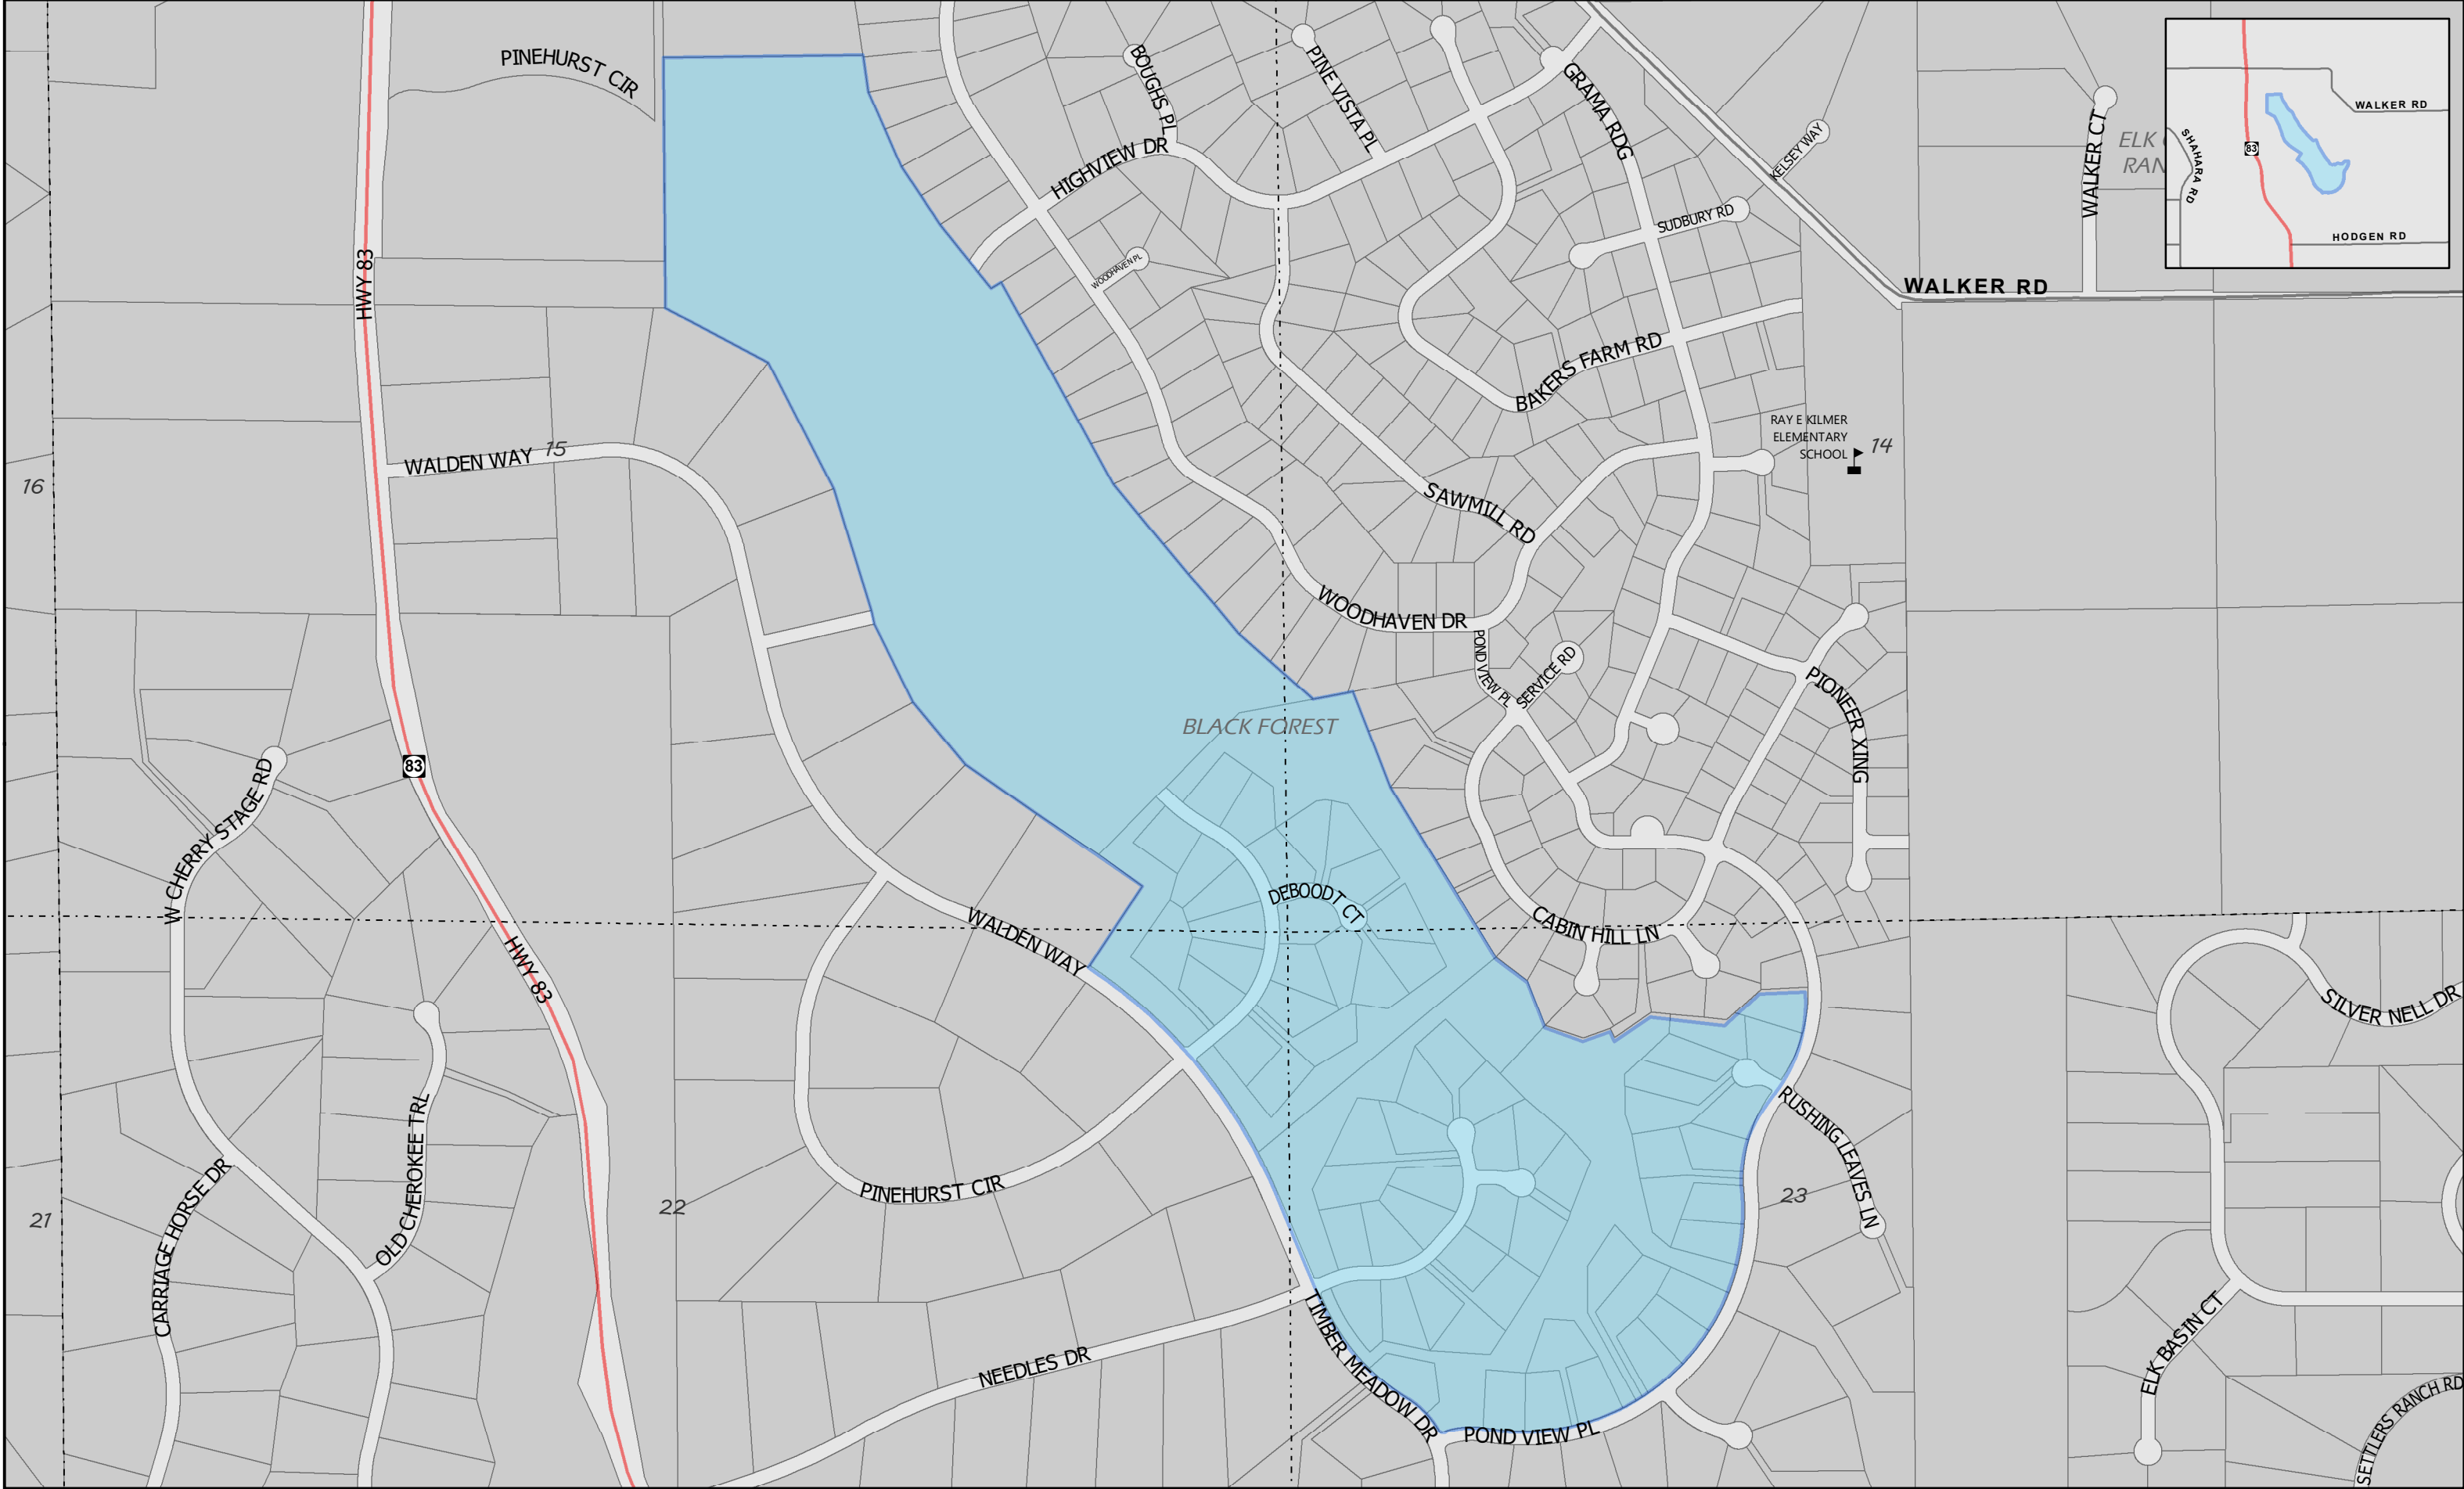 PINEHURST CIR
BOUGHS PL
PINE VISTA PL
GRAMA RDG
HIGHVIEW DR
KELSEY WAY
SUDBURY RD
WALKER CT
ELK
RAN
WALKER RD
83
SHAHARA RD
HODGEN RD
WOODHAVEN PL
HWY 83
WALKER RD
BAKERS FARM RD
RAY E KILMER
ELEMENTARY
SCHOOL
14
WALDEN WAY
15
16
SAWMILL RD
WOODHAVEN DR
POND VIEW PL
SERVICE RD
PIONEER XING
BLACK FOREST
83
W CHERRY STAGE RD
DEBOODT CT
CABIN HILL LN
WALDEN WAY
HWY 83
SILVER NELL DR
RUSHING LEAVES LN
OLD CHEROKEE TRL
CARRIAGE HORSE DR
PINEHURST CIR
21
22
23
TIMBER MEADOW DR
NEEDLES DR
POND VIEW PL
ELK BASIN CT
SETTLERS RANCH RD